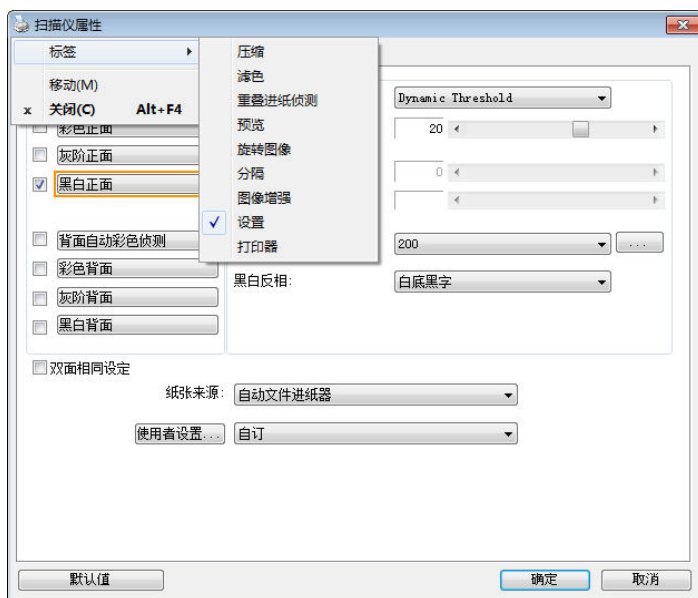 扫描仪属性
标签
移动(M)
x 关闭(C) Alt+F4
压缩
滤色
重叠进纸侦测
预览
旋转图像
分隔
图像增强
设置
打印器
彩色正面
灰阶正面
黑白正面
背面自动彩色侦测
彩色背面
灰阶背面
黑白背面
Dynamic Threshold
20
0
200
...
黑白反相:
白底黑字
双面相同设定
纸张来源:
自动文件进纸器
使用者设置...
自订
默认值
确定
取消